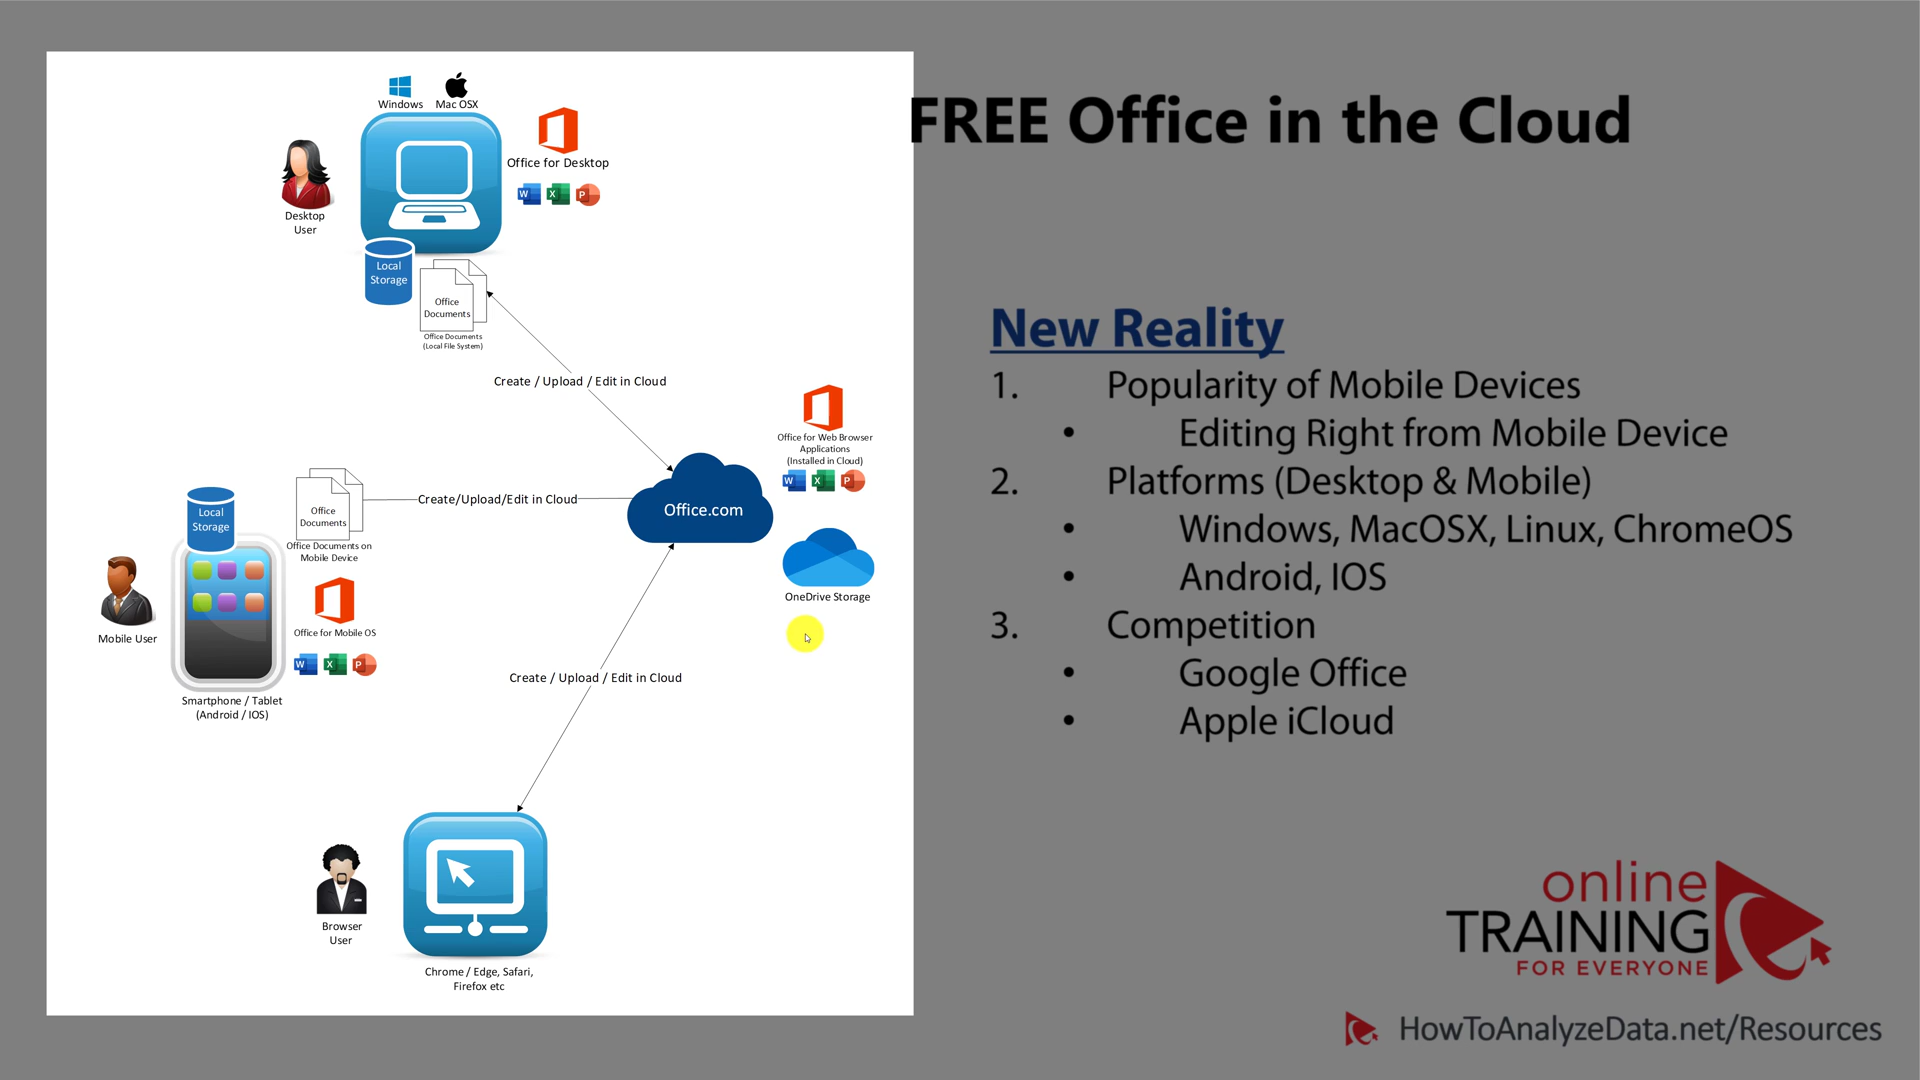 FREE Office in the Cloud
Windows Mac OSX
Office for Desktop
W X P
Desktop
User
Local
Storage
Office
Documents
Office Documents
(Local File System)
Create / Upload / Edit in Cloud
Office for Web Browser
Applications
(Installed in Cloud)
W X P
Office.com
OneDrive Storage
Create/Upload/Edit in Cloud
Local
Storage
Office
Documents
Office Documents on
Mobile Device
Office for Mobile OS
W X P
Mobile User
Smartphone / Tablet
(Android / IOS)
Create / Upload / Edit in Cloud
Browser
User
Chrome / Edge, Safari,
Firefox etc
New Reality
1. Popularity of Mobile Devices
• Editing Right from Mobile Device
2. Platforms (Desktop & Mobile)
• Windows, MacOSX, Linux, ChromeOS
• Android, IOS
3. Competition
• Google Office
• Apple iCloud
online
TRAINING
FOR EVERYONE
HowToAnalyzeData.net/Resources